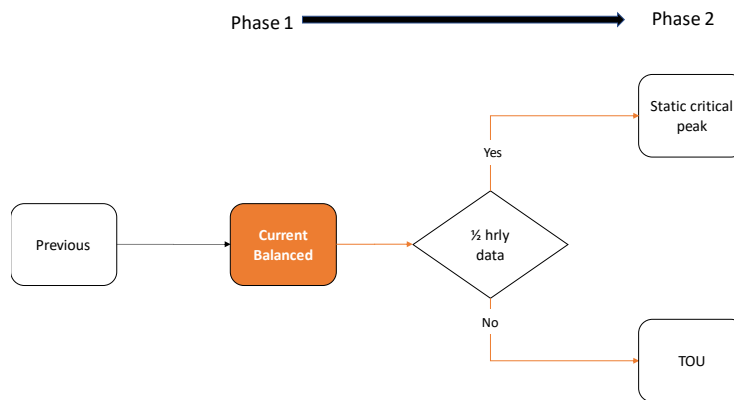 Phase 1
Phase 2
Static critical
peak
Yes
Previous
Current
Balanced
½ hrly
data
No
TOU